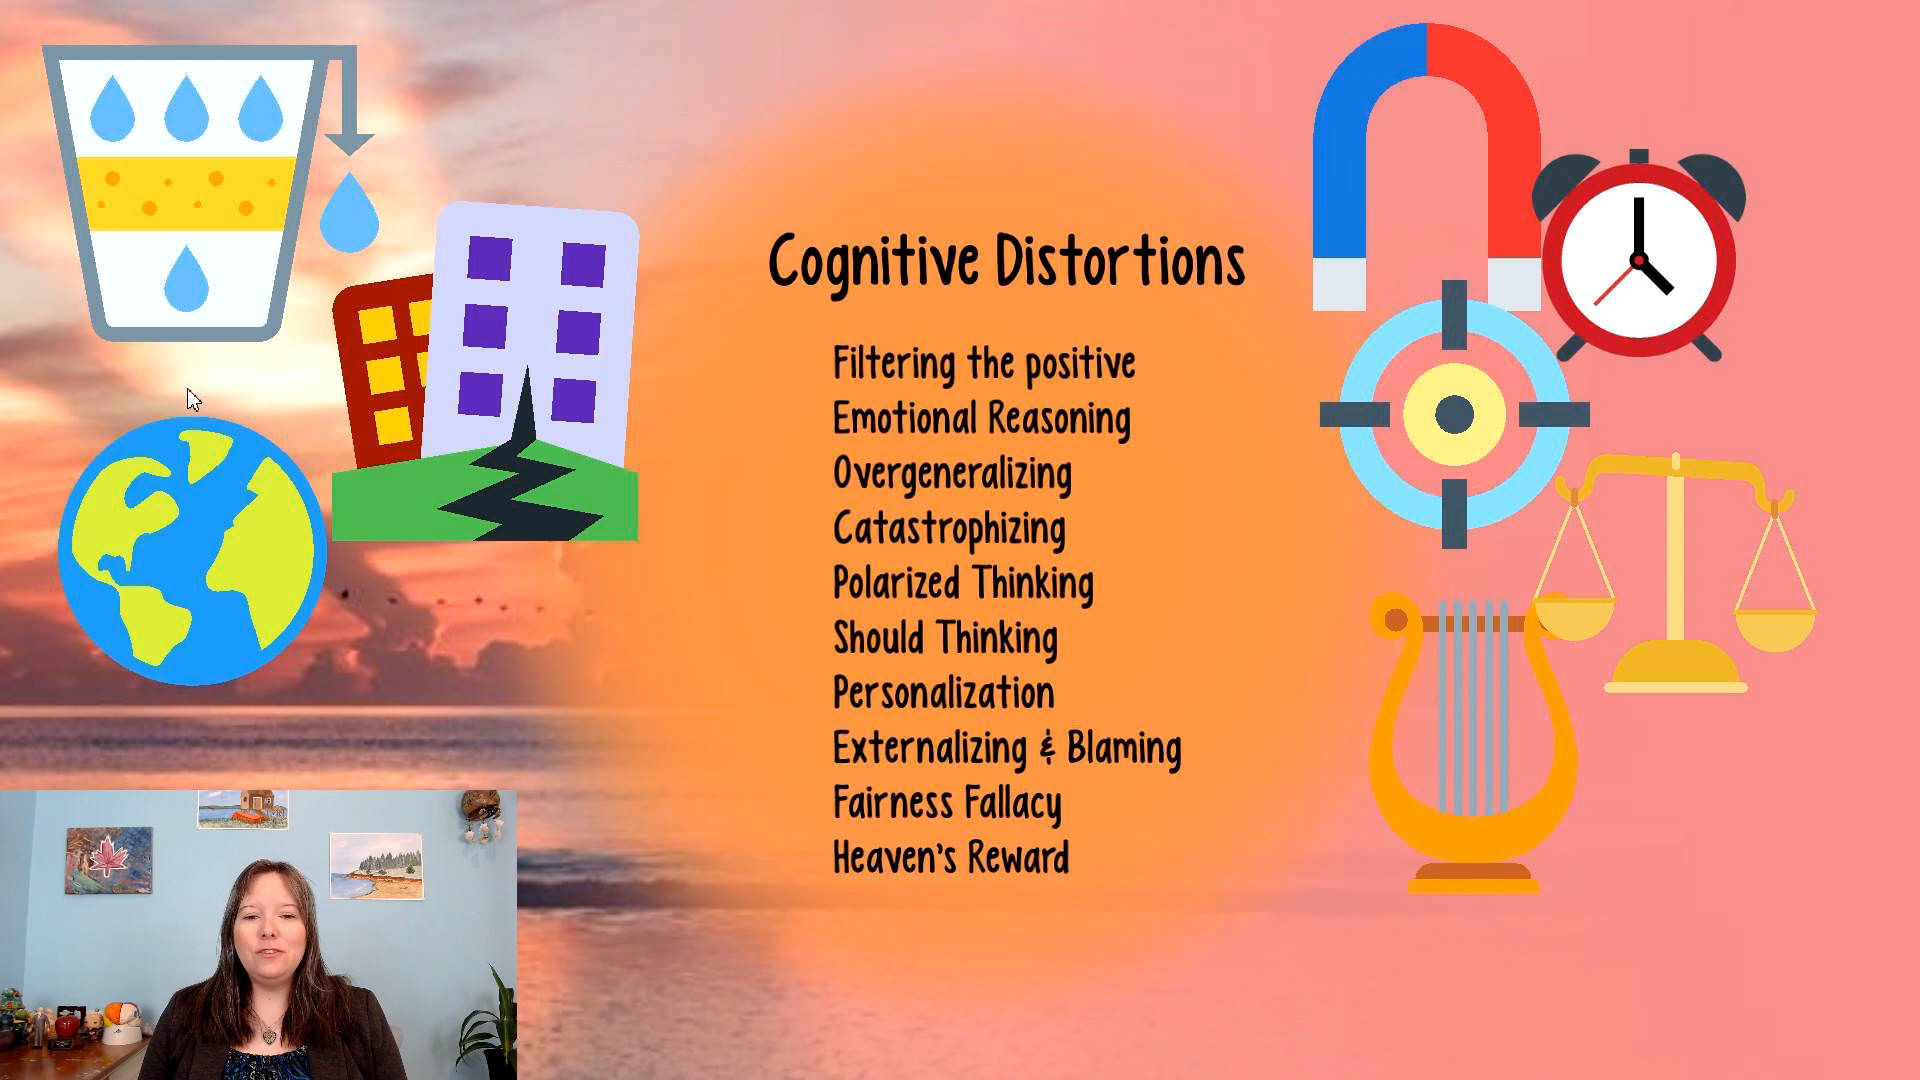 Cognitive Distortions
Filtering the positive
Emotional Reasoning
Overgeneralizing
Catastrophizing
Polarized Thinking
Should Thinking
Personalization
Externalizing & Blaming
Fairness Fallacy
Heaven's Reward